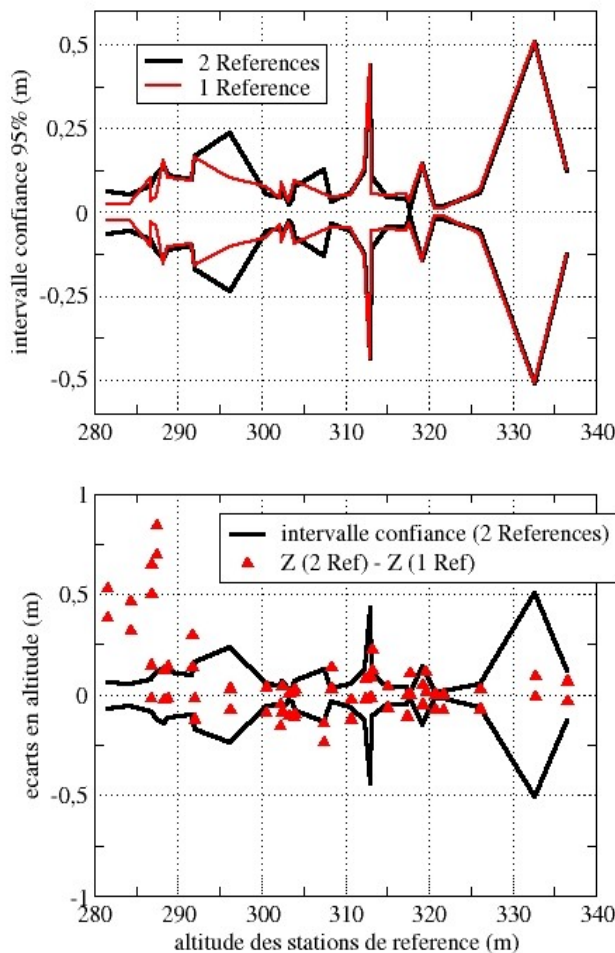 0,5
2 References
1 Reference
0,25
intervalle confiance 95% (m)
0
-0,25
-0,5
280 290 300 310 320 330 340
1
intervalle confiance (2 References)
Z (2 Ref) - Z (1 Ref)
0,5
ecarts en altitude (m)
0
-0,5
-1
280 290 300 310 320 330 340
altitude des stations de reference (m)